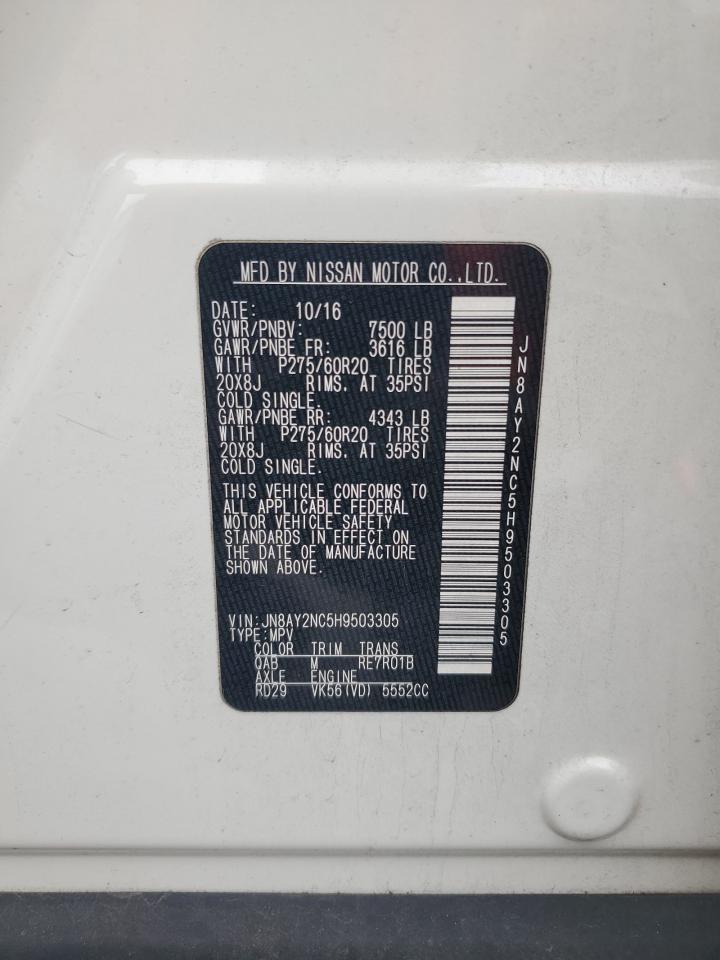 MFD BY NISSAN MOTOR CO.,LTD.
DATE: 10/16
GVWR/PNBV: 7500 LB
GAWR/PNBE FR: 3616 LB
WITH P275/60R20 TIRES
20X8J RIMS. AT 35PSI
COLD SINGLE.
GAWR/PNBE RR: 4343 LB
WITH P275/60R20 TIRES
20X8J RIMS. AT 35PSI
COLD SINGLE.
THIS VEHICLE CONFORMS TO
ALL APPLICABLE FEDERAL
MOTOR VEHICLE SAFETY
STANDARDS IN EFFECT ON
THE DATE OF MANUFACTURE
SHOWN ABOVE.
VIN:JN8AY2NC5H9503305
TYPE:MPV
COLOR TRIM TRANS
QAB M RE7R01B
AXLE ENGINE
RD29 VK56(VD) 5552CC
JN8AY2NC5H9503305